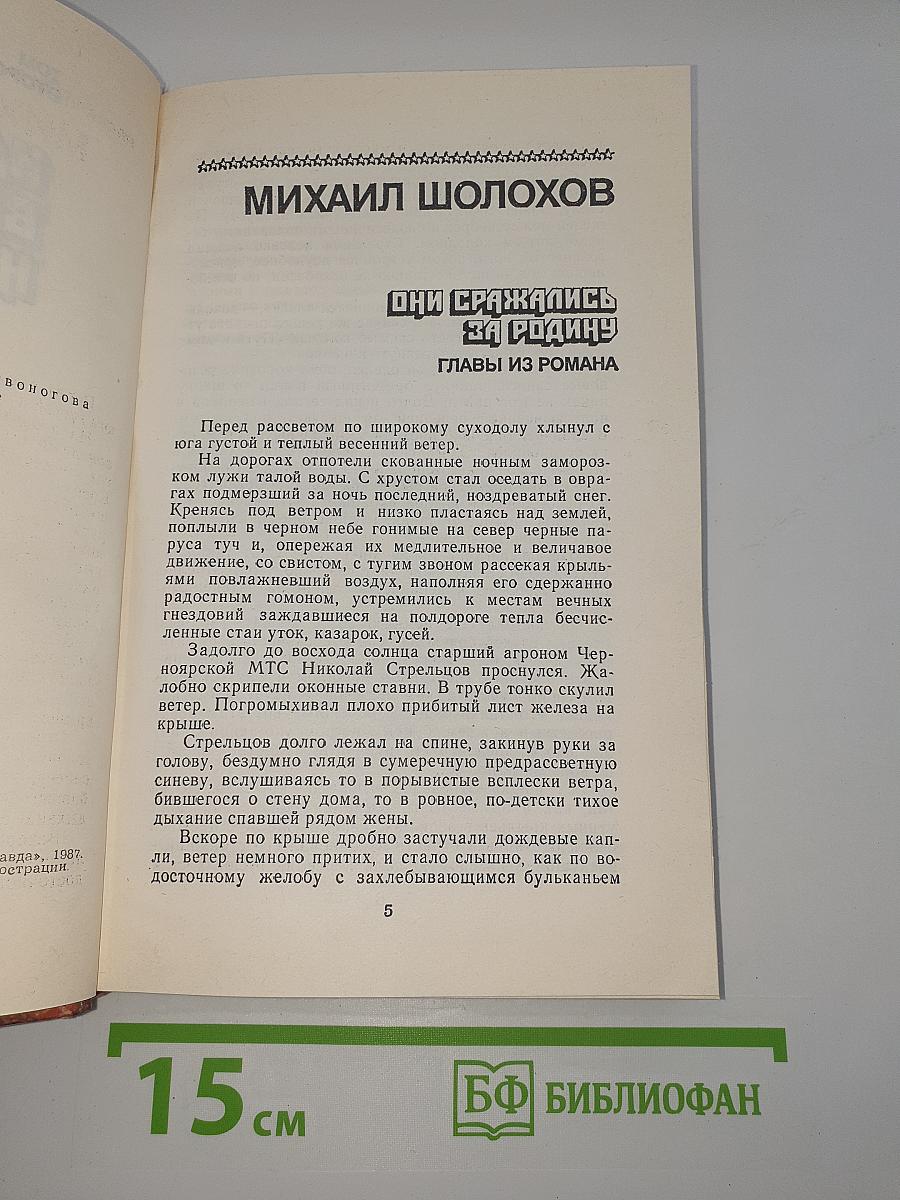 воногова
авда», 1987.
острации.
МИХАИЛ ШОЛОХОВ
ОНИ СРАЖАЛИСЬ
ЗА РОДИНУ
ГЛАВЫ ИЗ РОМАНА
Перед рассветом по широкому суходолу хлынул с
юга густой и теплый весенний ветер.
На дорогах отпотели скованные ночным замороз-
ком лужи талой воды. С хрустом стал оседать в овра-
гах подмерзший за ночь последний, ноздреватый снег.
Кренясь под ветром и низко пластаясь над землей,
поплыли в черном небе гонимые на север черные па-
руса туч и, опережая их медлительное и величавое
движение, со свистом, с тугим звоном рассекая крыль-
ями повлажневший воздух, наполняя его сдержанно
радостным гомоном, устремились к местам вечных
гнездовий заждавшиеся на полдороге тепла бесчис-
ленные стаи уток, казарок, гусей.
Задолго до восхода солнца старший агроном Чер-
ноярской МТС Николай Стрельцов проснулся. Жа-
лобно скрипели оконные ставни. В трубе тонко скулил
ветер. Погромыхивал плохо прибитый лист железа на
крыше.
Стрельцов долго лежал на спине, закинув руки за
голову, бездумно глядя в сумеречную предрассветную
синеву, вслушиваясь то в порывистые всплески ветра,
бившегося о стену дома, то в ровное, по-детски тихое
дыхание спавшей рядом жены.
Вскоре по крыше дробно застучали дождевые кап-
ли, ветер немного притих, и стало слышно, как по во-
досточному желобу с захлебывающимся бульканьем
5
15 см
БФ БИБЛИОФАН